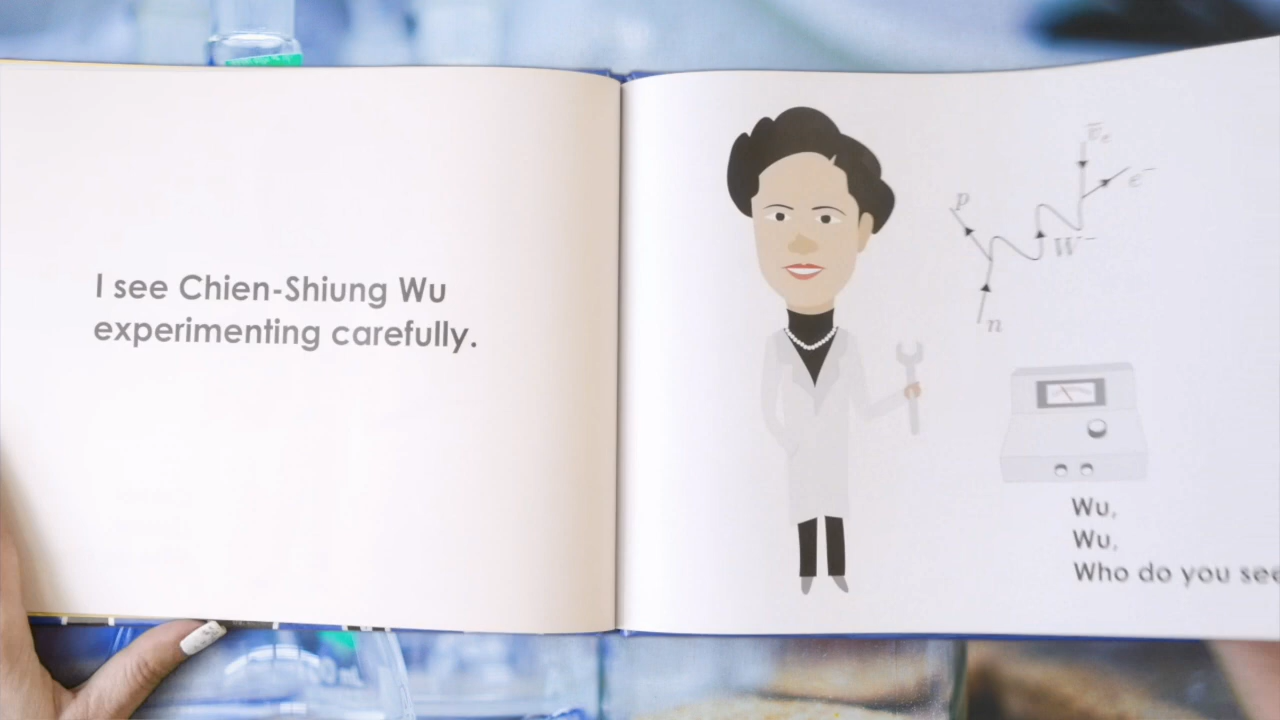 I see Chien-Shiung Wu
experimenting carefully.
ν̅ₑ
p
e⁻
W⁻
n
Wu,
Wu,
Who do you see